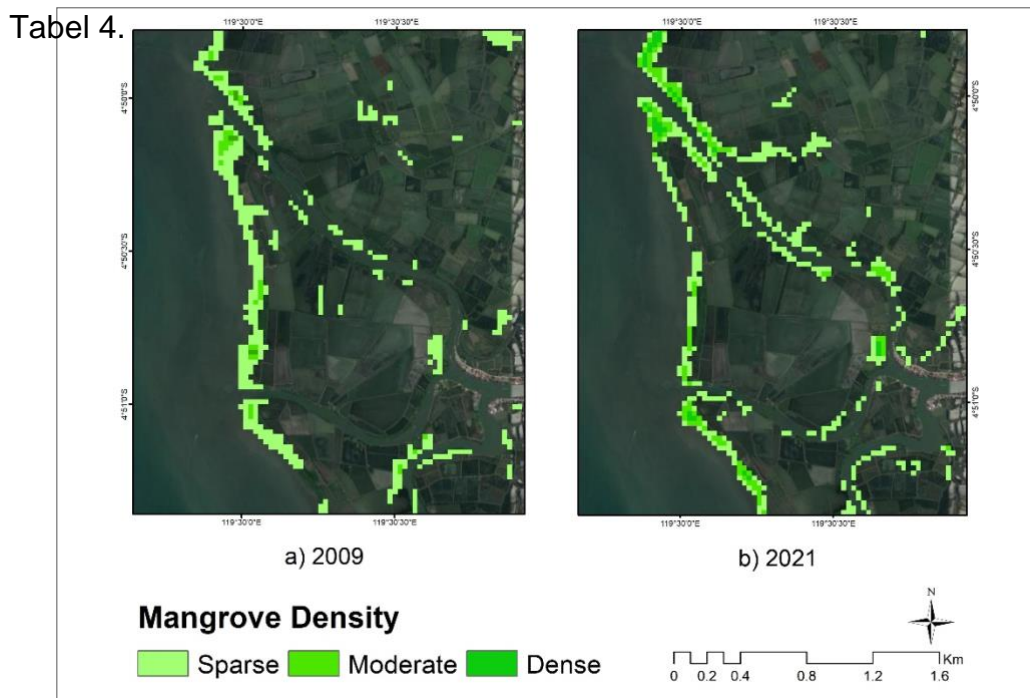 Tabel 4.
119°30'0"E 119°30'30"E
119°30'0"E 119°30'30"E
4°50'0"S
4°50'30"S
4°51'0"S
4°50'0"S
4°50'30"S
4°51'0"S
119°30'0"E 119°30'30"E
119°30'0"E 119°30'30"E
a) 2009
b) 2021
Mangrove Density
Sparse Moderate Dense
N
Km
0 0.2 0.4 0.8 1.2 1.6